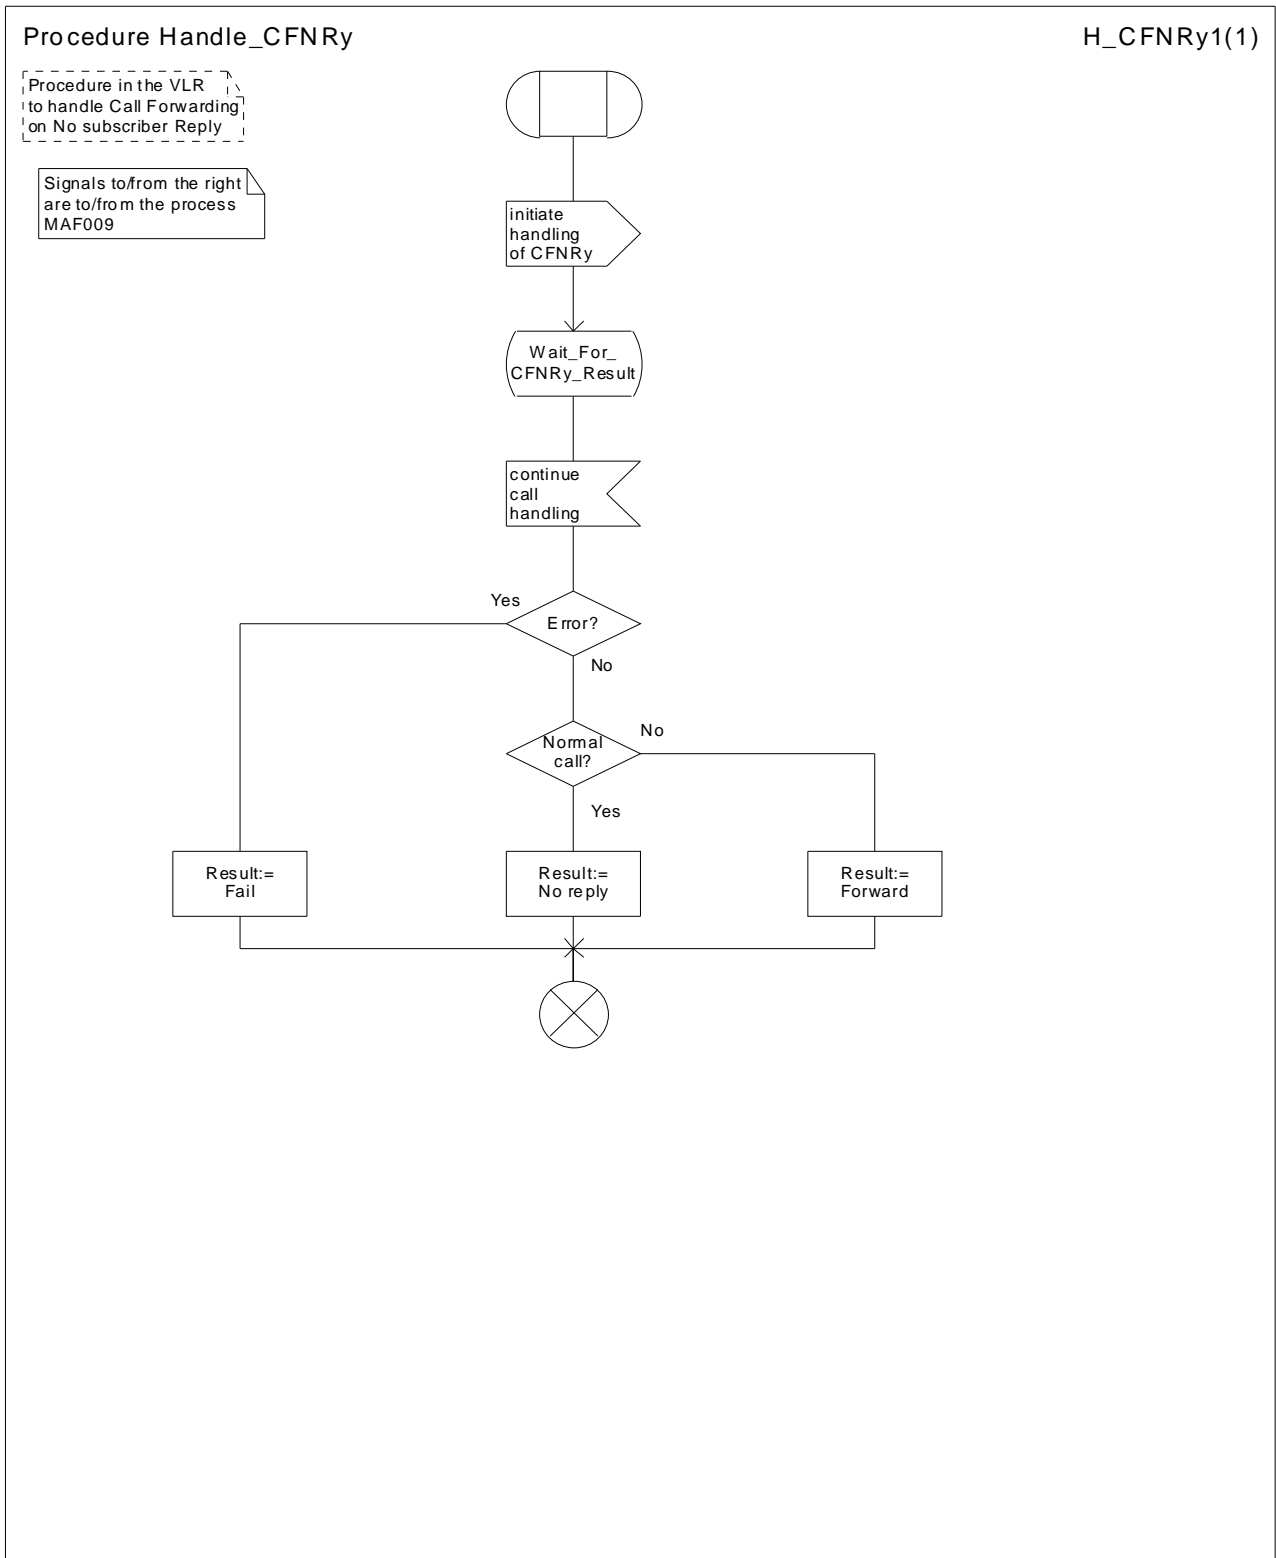 Procedure Handle_CFNRy
H_CFNRy1(1)
Procedure in the VLR
to handle Call Forwarding
on No subscriber Reply
Signals to/from the right
are to/from the process
MAF009
initiate
handling
of CFNRy
Wait_For_
CFNRy_Result
continue
call
handling
Yes
Error?
No
Normal
call?
No
Yes
Result:=
Fail
Result:=
No reply
Result:=
Forward